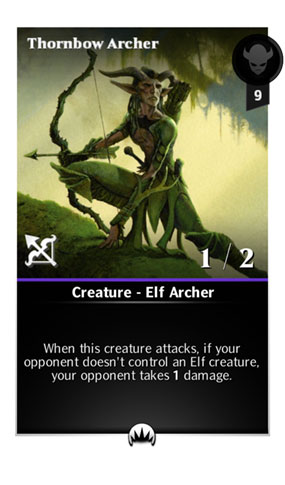 Thornbow Archer
9
1 / 2
Creature - Elf Archer
When this creature attacks, if your
opponent doesn't control an Elf creature,
your opponent takes 1 damage.